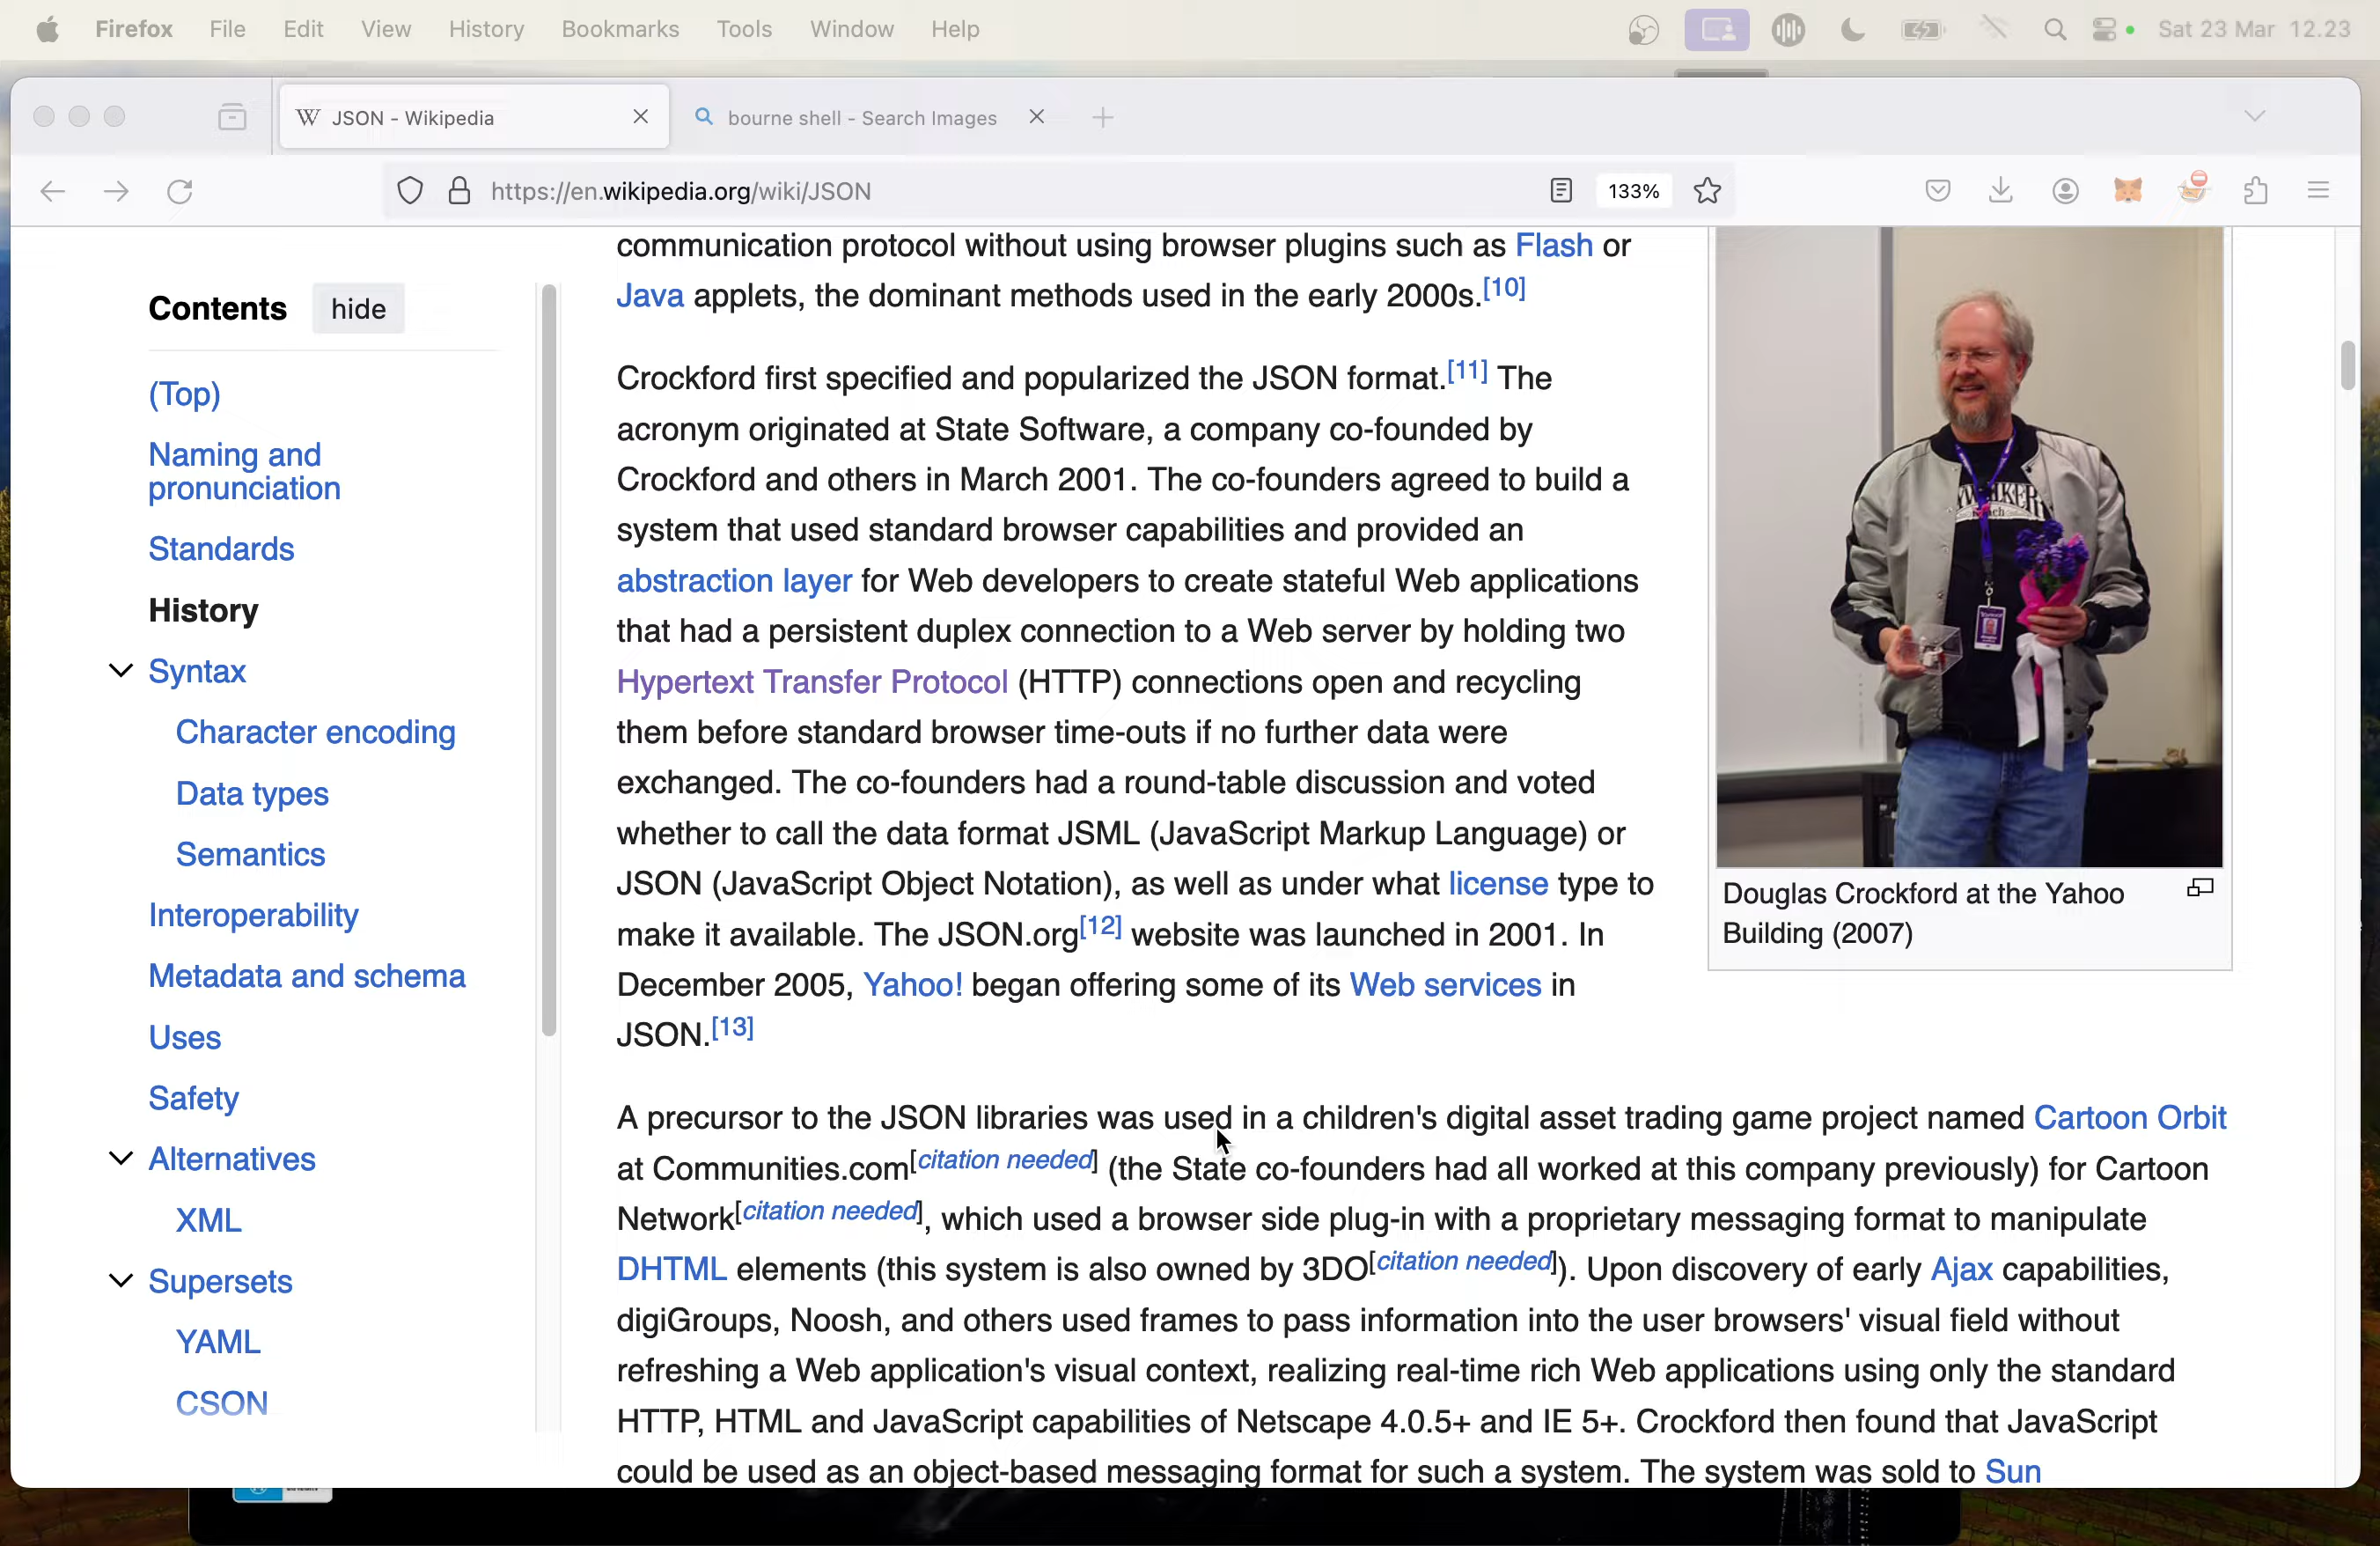 Firefox File Edit View History Bookmarks Tools Window Help Sat 23 Mar 12.23
JSON - Wikipedia
bourne shell - Search Images
https://en.wikipedia.org/wiki/JSON
133%
Contents hide
(Top)
Naming and
pronunciation
Standards
History
Syntax
Character encoding
Data types
Semantics
Interoperability
Metadata and schema
Uses
Safety
Alternatives
XML
Supersets
YAML
CSON
communication protocol without using browser plugins such as Flash or
Java applets, the dominant methods used in the early 2000s.[10]
Crockford first specified and popularized the JSON format.[11] The
acronym originated at State Software, a company co-founded by
Crockford and others in March 2001. The co-founders agreed to build a
system that used standard browser capabilities and provided an
abstraction layer for Web developers to create stateful Web applications
that had a persistent duplex connection to a Web server by holding two
Hypertext Transfer Protocol (HTTP) connections open and recycling
them before standard browser time-outs if no further data were
exchanged. The co-founders had a round-table discussion and voted
whether to call the data format JSML (JavaScript Markup Language) or
JSON (JavaScript Object Notation), as well as under what license type to
make it available. The JSON.org[12] website was launched in 2001. In
December 2005, Yahoo! began offering some of its Web services in
JSON.[13]
Douglas Crockford at the Yahoo
Building (2007)
A precursor to the JSON libraries was used in a children's digital asset trading game project named Cartoon Orbit
at Communities.com[citation needed] (the State co-founders had all worked at this company previously) for Cartoon
Network[citation needed], which used a browser side plug-in with a proprietary messaging format to manipulate
DHTML elements (this system is also owned by 3DO[citation needed]). Upon discovery of early Ajax capabilities,
digiGroups, Noosh, and others used frames to pass information into the user browsers' visual field without
refreshing a Web application's visual context, realizing real-time rich Web applications using only the standard
HTTP, HTML and JavaScript capabilities of Netscape 4.0.5+ and IE 5+. Crockford then found that JavaScript
could be used as an object-based messaging format for such a system. The system was sold to Sun